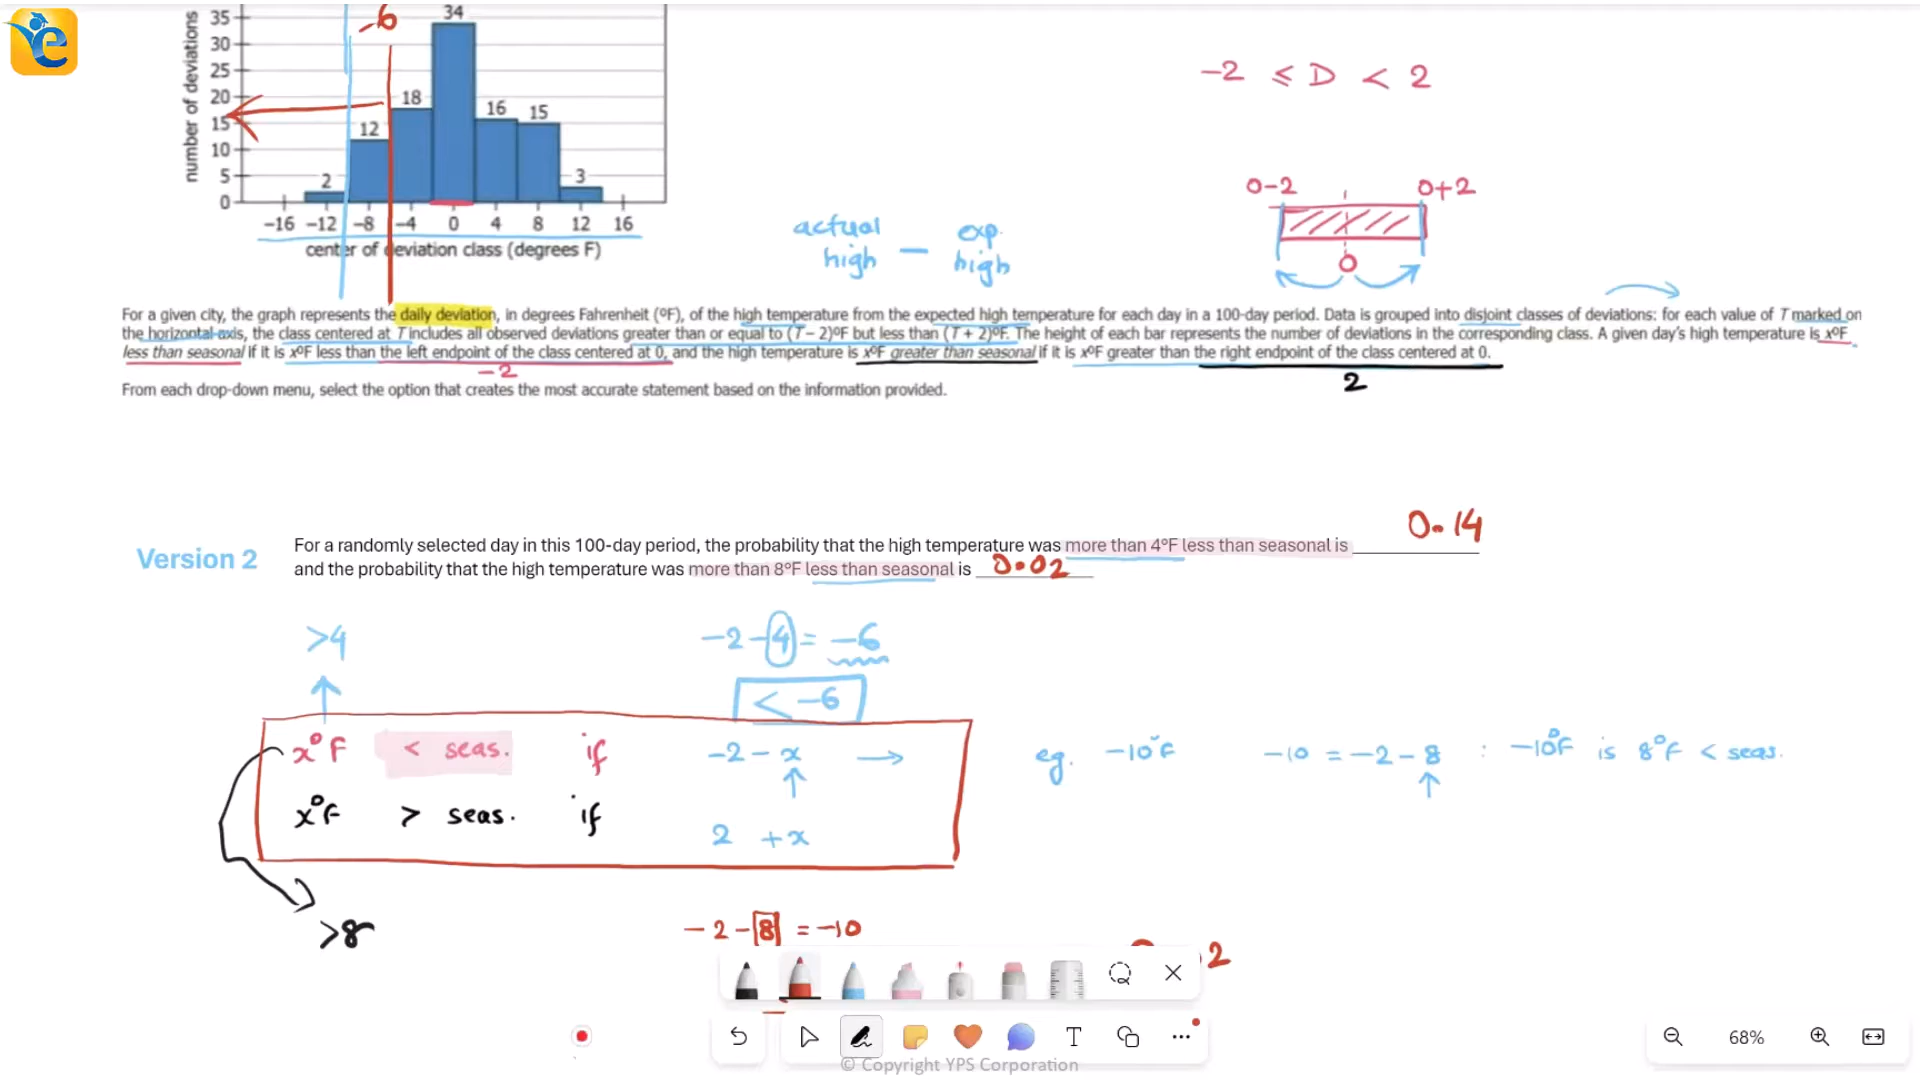 -6
34
35
30
25
20
15
10
5
0
number of deviations
2
12
18
16
15
3
-16 -12 -8 -4 0 4 8 12 16
center of deviation class (degrees F)
-2 ≤ D < 2
0-2
0+2
0
actual high - exp. high
For a given city, the graph represents the daily deviation, in degrees Fahrenheit (ºF), of the high temperature from the expected high temperature for each day in a 100-day period. Data is grouped into disjoint classes of deviations: for each value of T marked on
the horizontal axis, the class centered at T includes all observed deviations greater than or equal to (T − 2)ºF but less than (T + 2)ºF. The height of each bar represents the number of deviations in the corresponding class. A given day's high temperature is xºF
less than seasonal if it is xºF less than the left endpoint of the class centered at 0, and the high temperature is xºF greater than seasonal if it is xºF greater than the right endpoint of the class centered at 0.
-2
2
From each drop-down menu, select the option that creates the most accurate statement based on the information provided.
Version 2
For a randomly selected day in this 100-day period, the probability that the high temperature was more than 4°F less than seasonal is 0.14
and the probability that the high temperature was more than 8°F less than seasonal is 0.02
>4
-2-4 = -6
< -6
x°F < seas. if -2 - x →
eg. -10°F
-10 = -2 - 8 : -10°F is 8°F < seas.
x°F > seas. if 2 + x
>8
-2-8 = -10
2
T
68%
© Copyright YPS Corporation